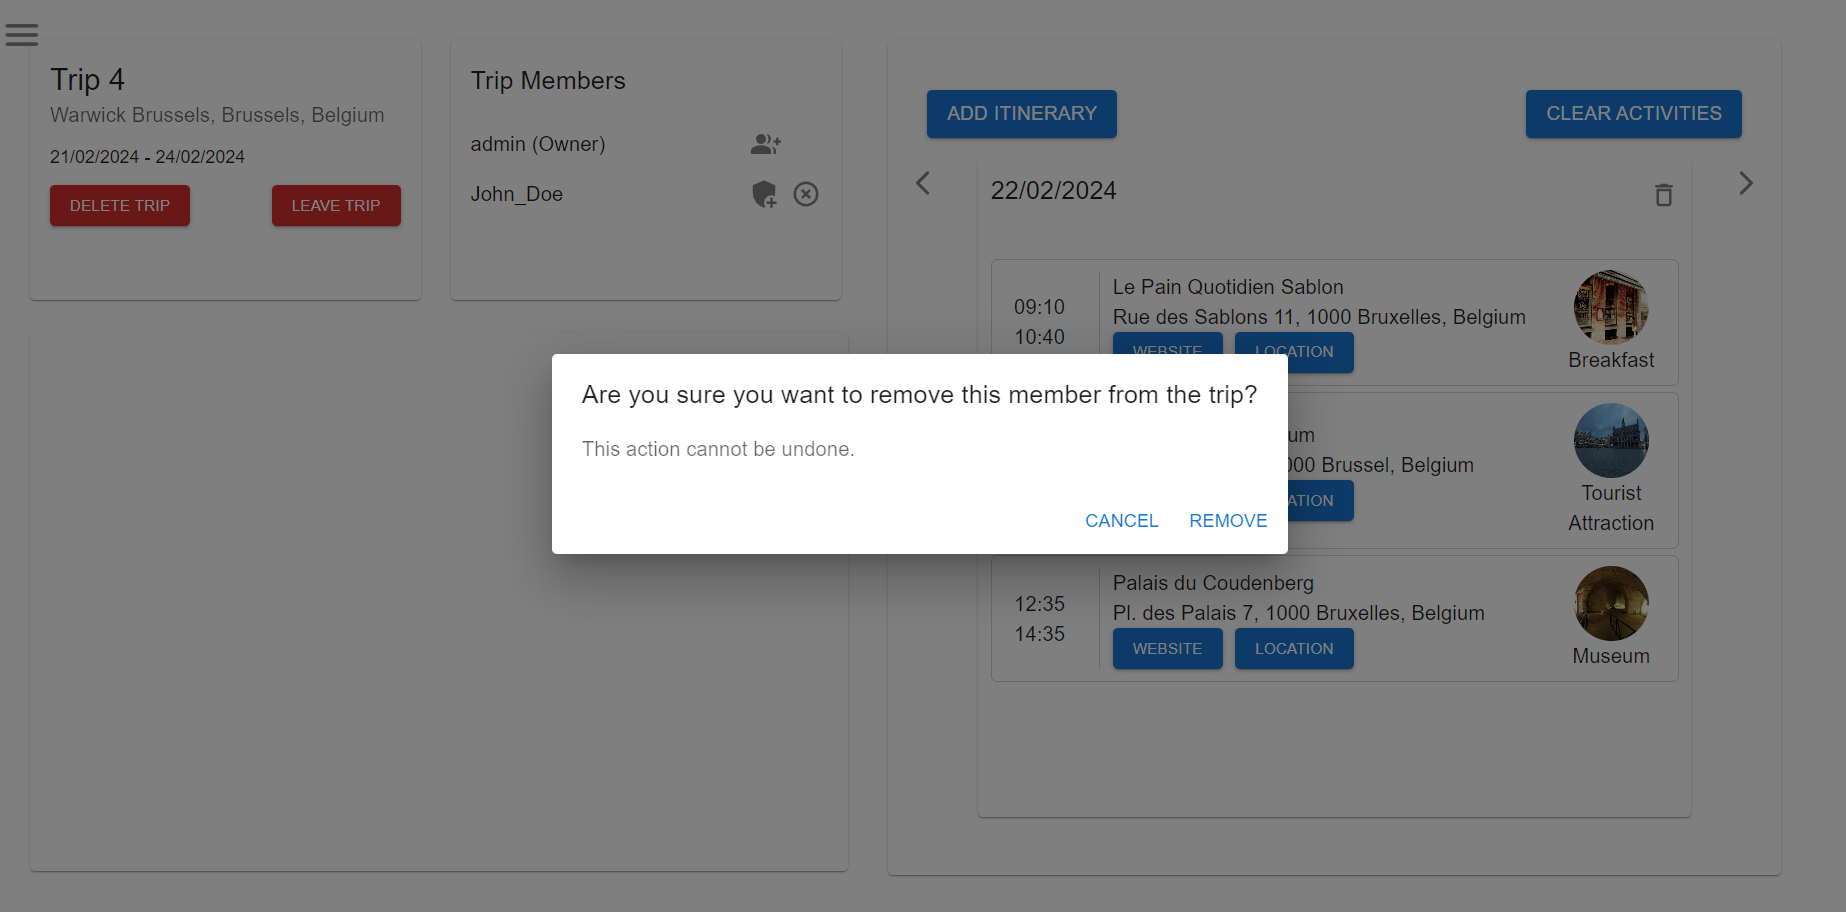 Trip 4
Warwick Brussels, Brussels, Belgium
21/02/2024 - 24/02/2024
DELETE TRIP
LEAVE TRIP
Trip Members
admin (Owner)
John_Doe
ADD ITINERARY
CLEAR ACTIVITIES
22/02/2024
09:10
10:40
Le Pain Quotidien Sablon
Rue des Sablons 11, 1000 Bruxelles, Belgium
WEBSITE
LOCATION
Breakfast
Are you sure you want to remove this member from the trip?
This action cannot be undone.
CANCEL
REMOVE
Brussel, Belgium
Tourist
Attraction
12:35
14:35
Palais du Coudenberg
Pl. des Palais 7, 1000 Bruxelles, Belgium
WEBSITE
LOCATION
Museum